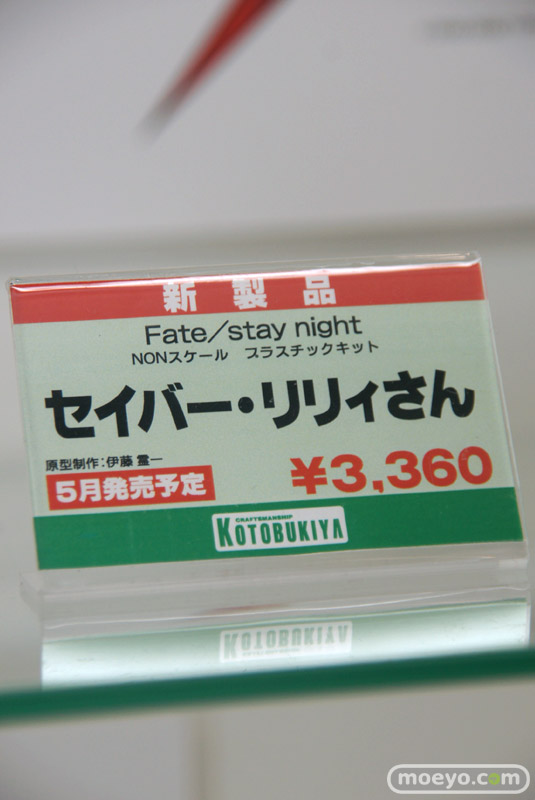 新製品
Fate/stay night
NONスケール プラスチックキット
セイバー・リリィさん
原型制作:伊藤 霊一
5月発売予定
¥3,360
CRAFTSMANSHIP
KOTOBUKIYA
KOTOBUKIYA
moeyo.com